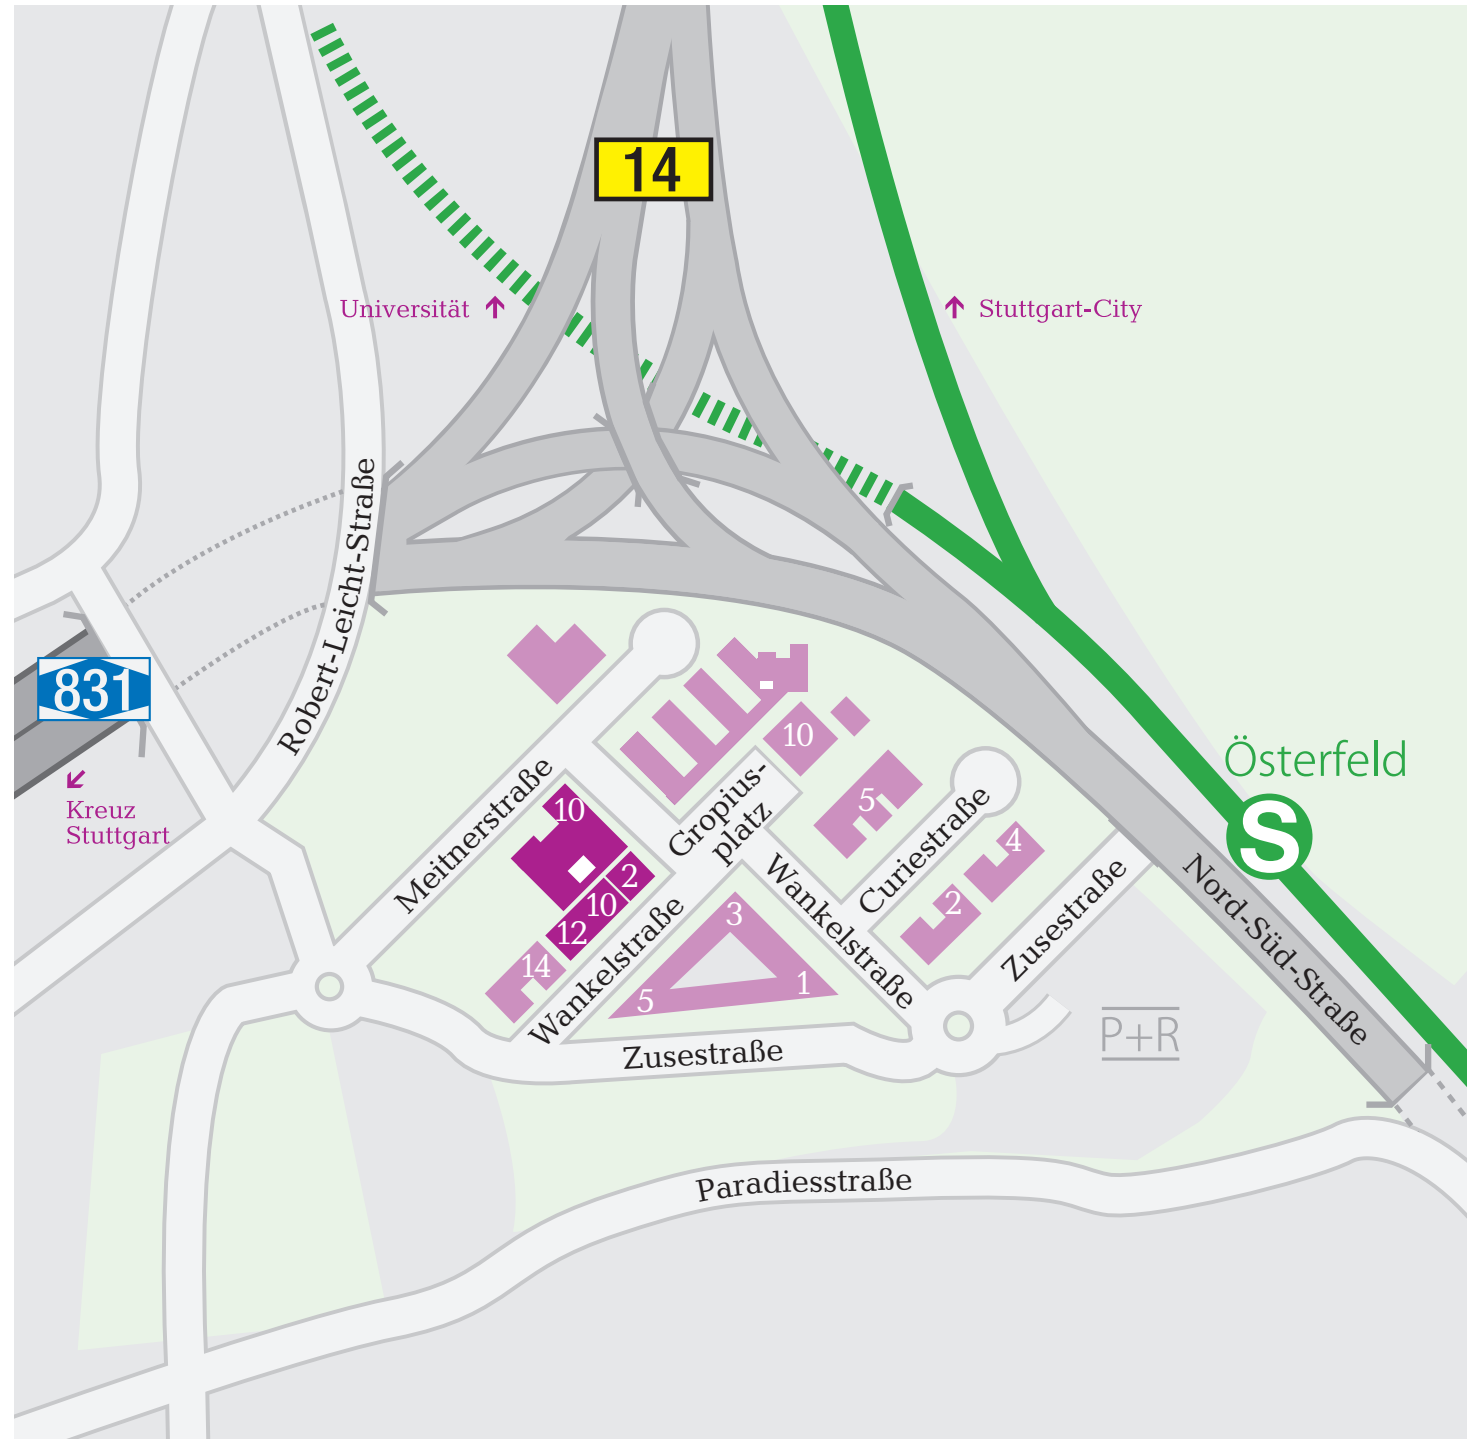 14
Universität
Stuttgart-City
Robert-Leicht-Straße
831
Kreuz
Stuttgart
Österfeld
S
10
Gropius-
platz
5
Meitnerstraße
10
2
10
12
14
Curiestraße
4
2
Wankelstraße
Wankelstraße
3
1
5
Zusestraße
Nord-Süd-Straße
Zusestraße
P+R
Paradiesstraße